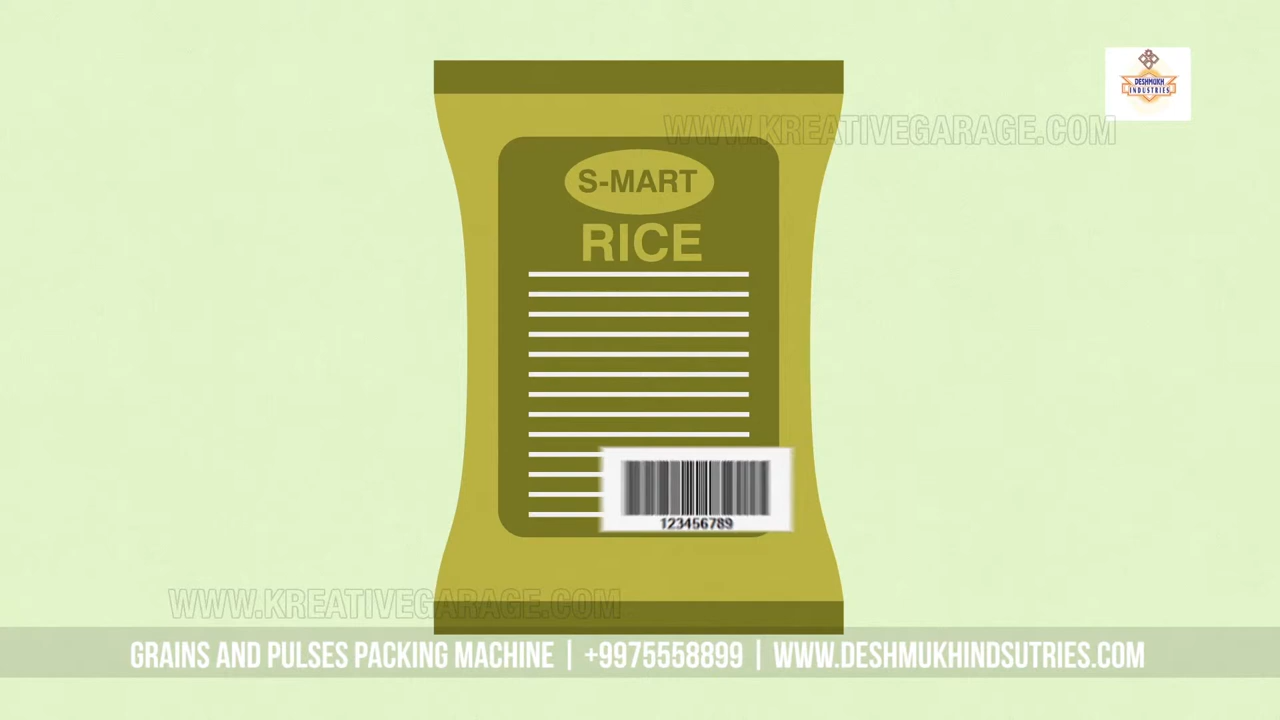 DESHMUKH
INDUSTRIES
WWW.KREATIVEGARAGE.COM
S-MART
RICE
123456789
WWW.KREATIVEGARAGE.COM
GRAINS AND PULSES PACKING MACHINE | +9975558899 | WWW.DESHMUKHINDSUTRIES.COM